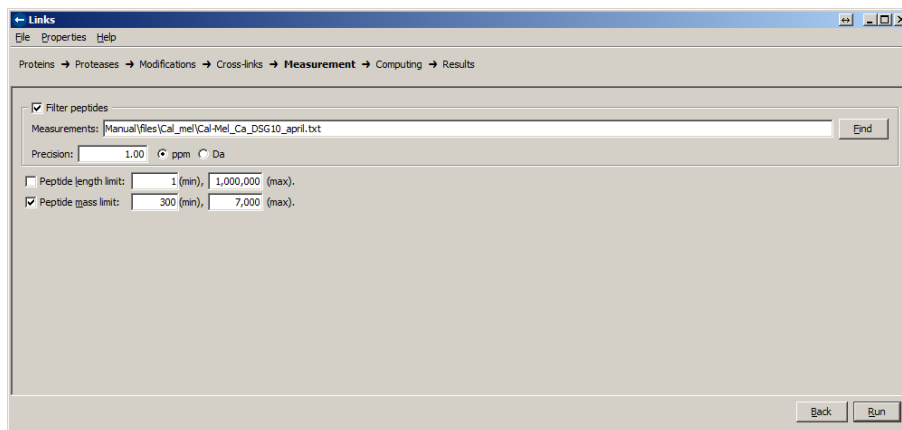 Links
File Properties Help
Proteins → Proteases → Modifications → Cross-links → Measurement → Computing → Results
Filter peptides
Measurements: Manual\files\Cal_mel\Cal-Mel_Ca_DSG10_april.txt Find
Precision: 1.00 ppm Da
Peptide length limit: 1 (min), 1,000,000 (max).
Peptide mass limit: 300 (min), 7,000 (max).
Back Run